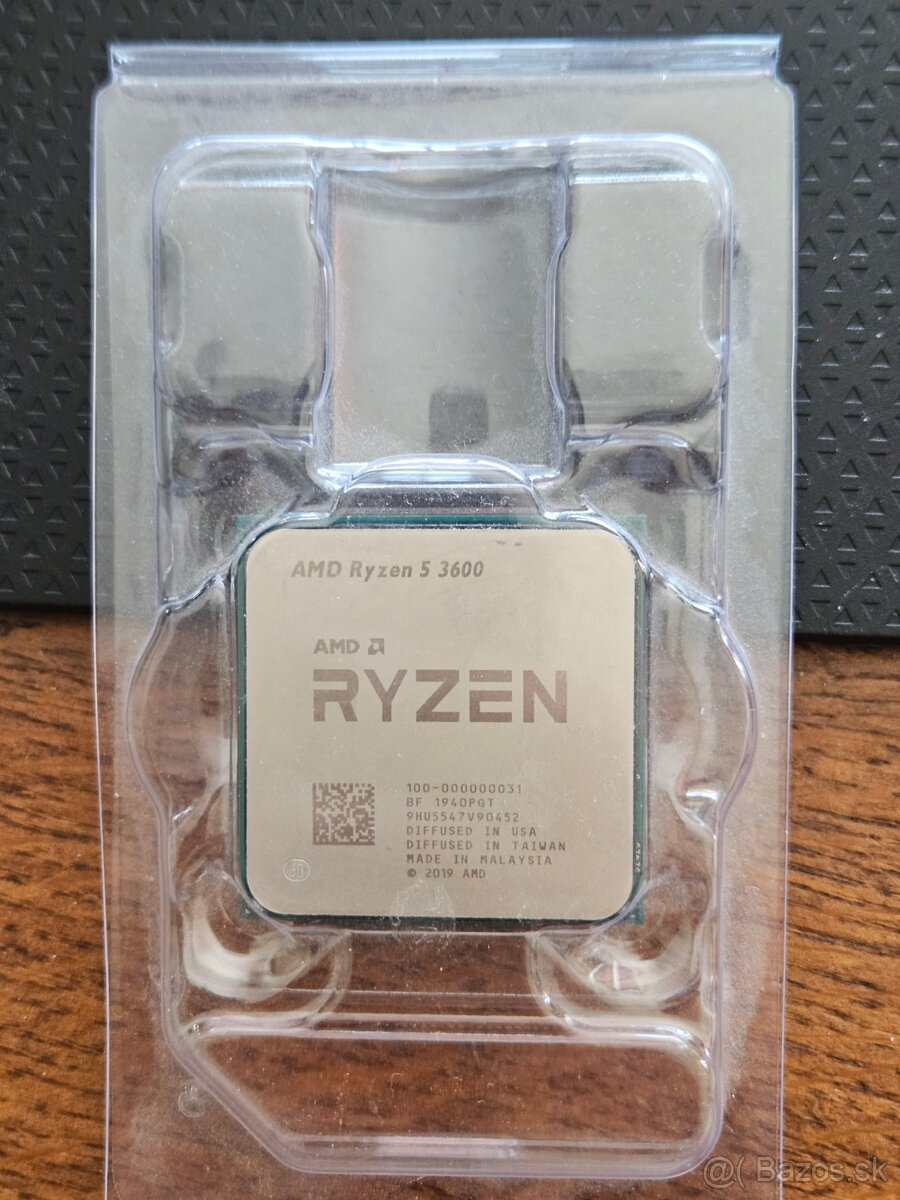 AMD Ryzen 5 3600
AMD
RYZEN
100-000000031
BF 1940PGT
9HU5547V90452
DIFFUSED IN USA
DIFFUSED IN TAIWAN
MADE IN MALAYSIA
© 2019 AMD
@( Bazos.sk